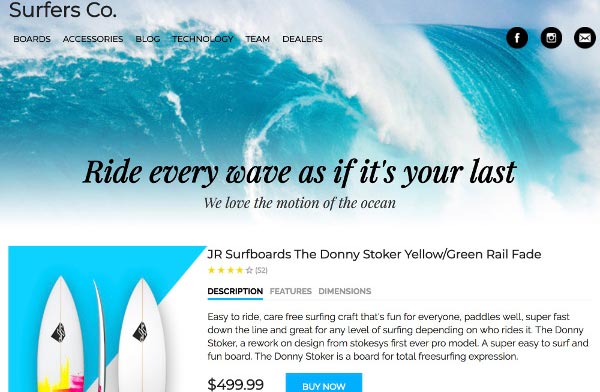 Surfers Co.
BOARDS ACCESSORIES BLOG TECHNOLOGY TEAM DEALERS
Ride every wave as if it's your last
We love the motion of the ocean
JR Surfboards The Donny Stoker Yellow/Green Rail Fade
(52)
DESCRIPTION FEATURES DIMENSIONS
Easy to ride, care free surfing craft that's fun for everyone, paddles well, super fast
down the line and great for any level of surfing depending on who rides it. The Donny
Stoker, a rework on design from stokesys first ever pro model. A super easy to surf and
fun board. The Donny Stoker is a board for total freesurfing expression.
$499.99 BUY NOW